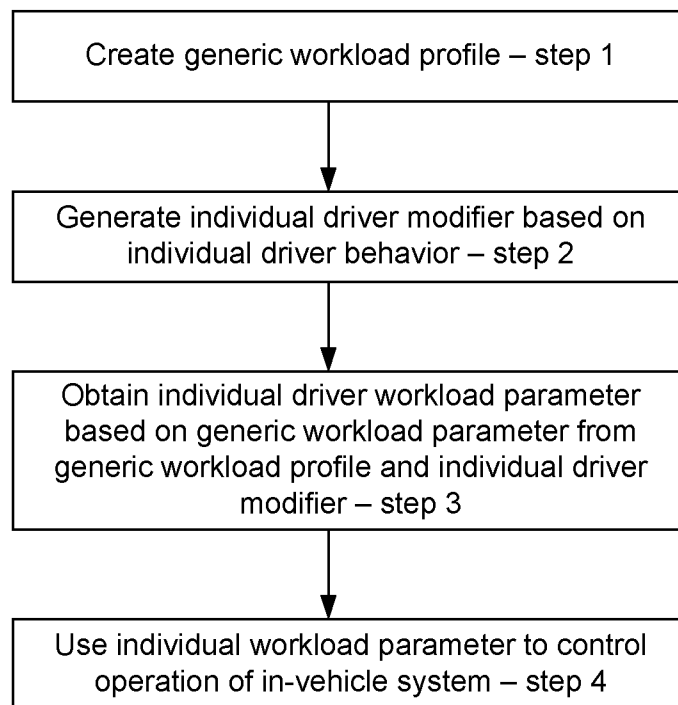 Create generic workload profile – step 1
Generate individual driver modifier based on
individual driver behavior – step 2
Obtain individual driver workload parameter
based on generic workload parameter from
generic workload profile and individual driver
modifier – step 3
Use individual workload parameter to control
operation of in-vehicle system – step 4